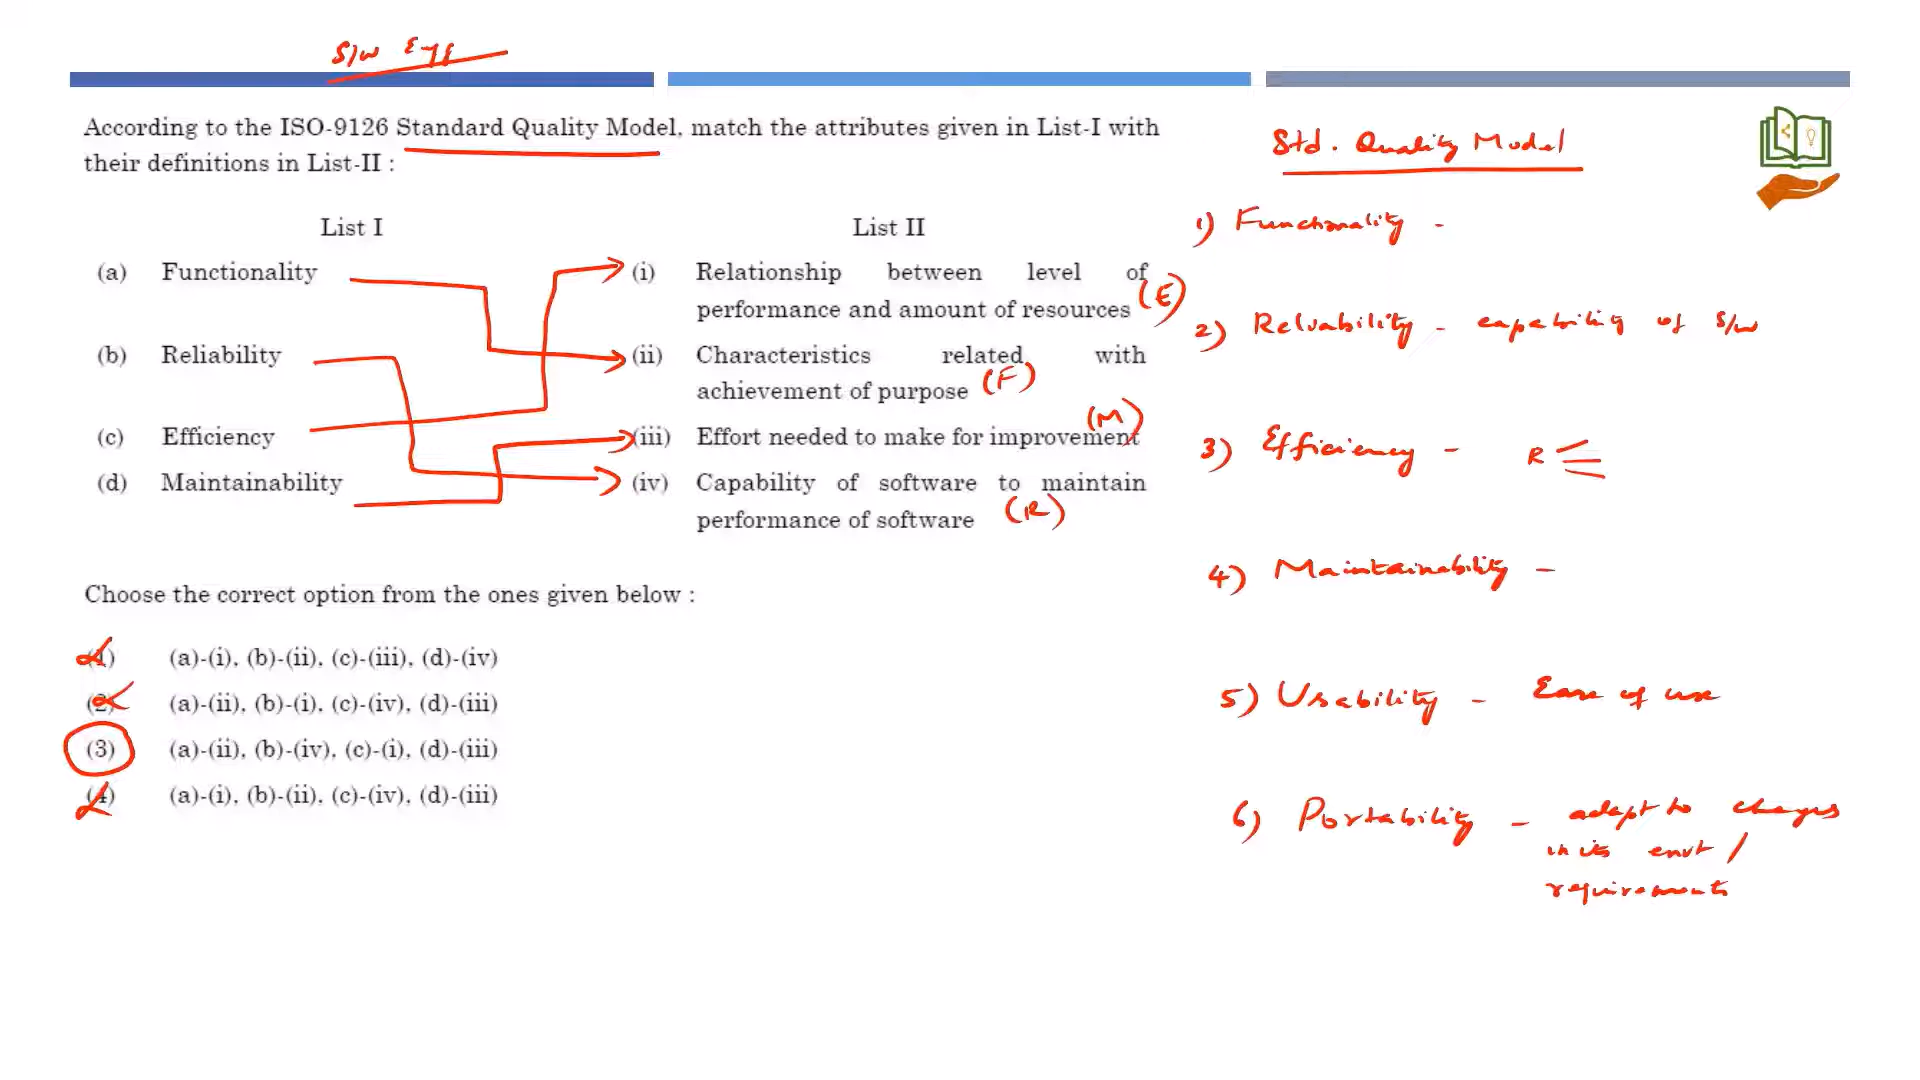 S/W Egg
According to the ISO-9126 Standard Quality Model, match the attributes given in List-I with
their definitions in List-II :
List I List II
(a) Functionality (i) Relationship between level of
performance and amount of resources (E)
(b) Reliability (ii) Characteristics related with
achievement of purpose (F)
(M)
(c) Efficiency (iii) Effort needed to make for improvement
(d) Maintainability (iv) Capability of software to maintain
performance of software (R)
Choose the correct option from the ones given below :
(1) (a)-(i), (b)-(ii), (c)-(iii), (d)-(iv)
(2) (a)-(ii), (b)-(i), (c)-(iv), (d)-(iii)
(3) (a)-(ii), (b)-(iv), (c)-(i), (d)-(iii)
(4) (a)-(i), (b)-(ii), (c)-(iv), (d)-(iii)
Std. Quality Model
1) Functionality -
2) Reliability - capability of S/W
3) Efficiency - R
4) Maintainability -
5) Usability - Ease of use
6) Portability - adapt to changes
in its envt /
requirements